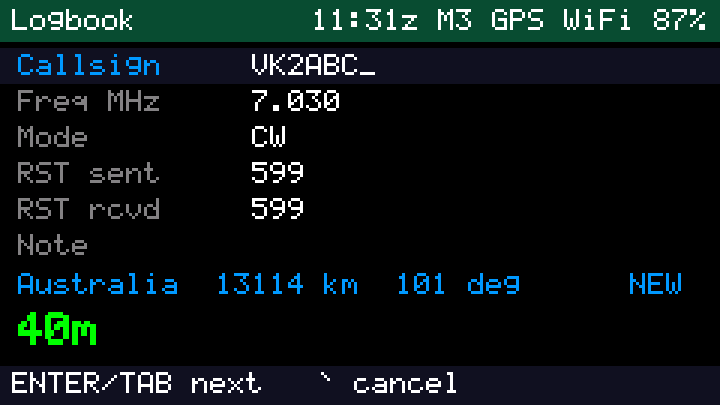 Logbook 11:31z M3 GPS WiFi 87%
Callsign VK2ABC_
Freq MHz 7.030
Mode CW
RST sent 599
RST rcvd 599
Note
Australia 13114 km 101 deg NEW
40m
ENTER/TAB next ` cancel